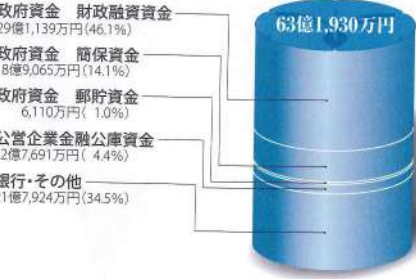 政府資金 財政融資資金
29億1,139万円(46.1%)
政府資金 簡保資金
8億9,065万円(14.1%)
政府資金 郵貯資金
6,110万円( 1.0%)
公営企業金融公庫資金
2億7,691万円( 4.4%)
銀行・その他
21億7,924万円(34.5%)
63億1,930万円